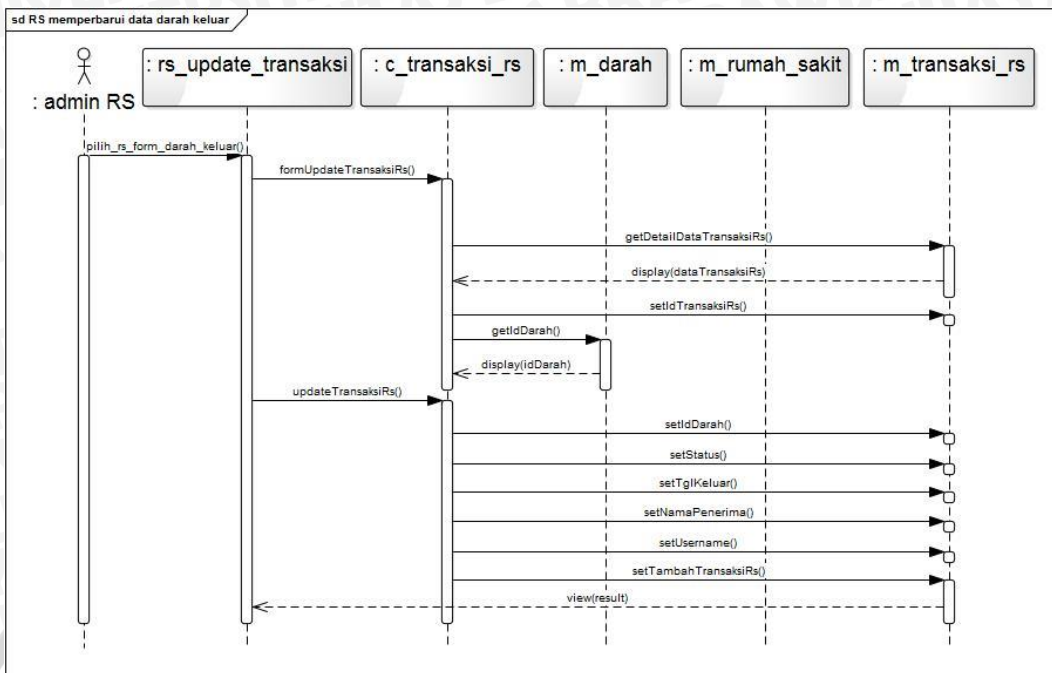 sd RS memperbarui data darah keluar
: admin RS
: rs_update_transaksi
: c_transaksi_rs
: m_darah
: m_rumah_sakit
: m_transaksi_rs
pilih_rs_form_darah_keluar()
formUpdateTransaksiRs()
getDetailDataTransaksiRs()
display(dataTransaksiRs)
setIdTransaksiRs()
getIdDarah()
display(idDarah)
updateTransaksiRs()
setIdDarah()
setStatus()
setTglKeluar()
setNamaPenerima()
setUsername()
setTambahTransaksiRs()
view(result)